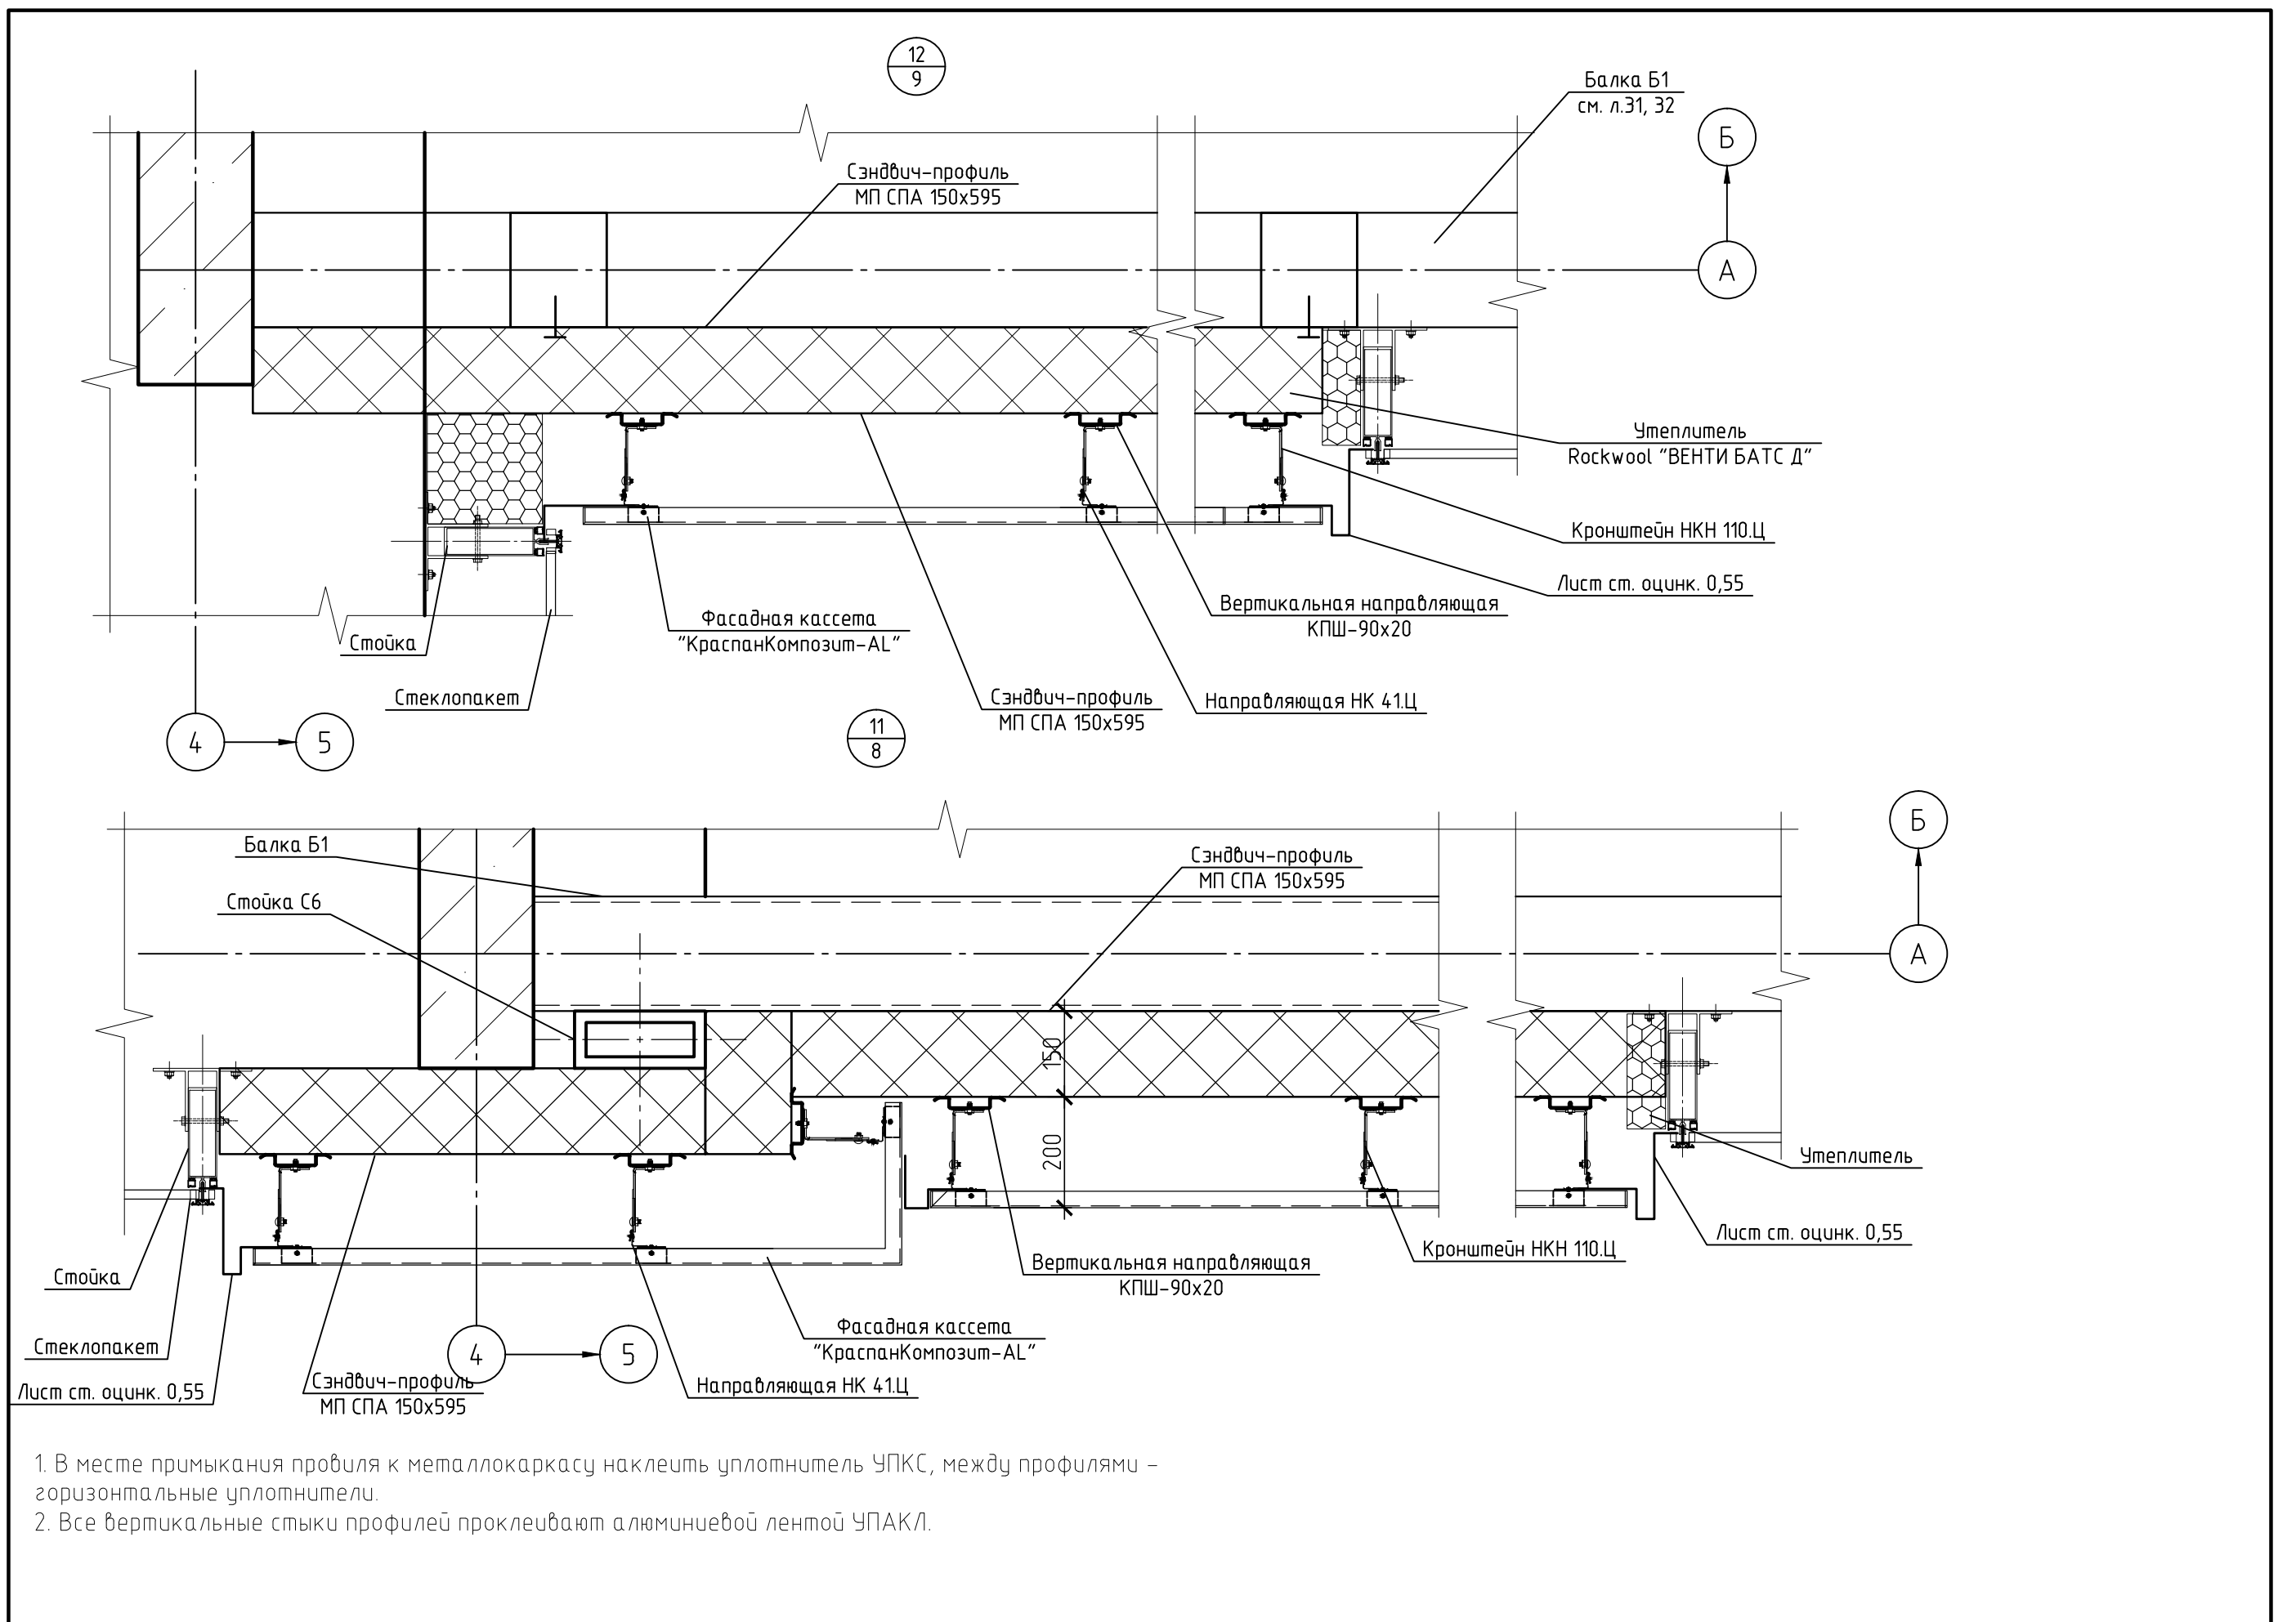 12
9
Балка Б1
см. л.31, 32
Б
Сэндвич-профиль
МП СПА 150х595
А
Утеплитель
Rockwool "ВЕНТИ БАТС Д"
Кронштейн НКН 110.Ц
Лист ст. оцинк. 0,55
Вертикальная направляющая
КПШ-90х20
Фасадная кассета
"КраспанКомпозит-AL"
Стойка
Стеклопакет
Сэндвич-профиль
МП СПА 150х595
Направляющая НК 41.Ц
4
5
11
8
Б
Балка Б1
Сэндвич-профиль
МП СПА 150х595
Стойка С6
А
150
200
Утеплитель
Лист ст. оцинк. 0,55
Кронштейн НКН 110.Ц
Вертикальная направляющая
КПШ-90х20
Стойка
Фасадная кассета
"КраспанКомпозит-AL"
Стеклопакет
4
5
Сэндвич-профиль
МП СПА 150х595
Направляющая НК 41.Ц
Лист ст. оцинк. 0,55
1. В месте примыкания провиля к металлокаркасу наклеить уплотнитель УПКС, между профилями -
горизонтальные уплотнители.
2. Все вертикальные стыки профилей проклеивают алюминиевой лентой УПАКЛ.